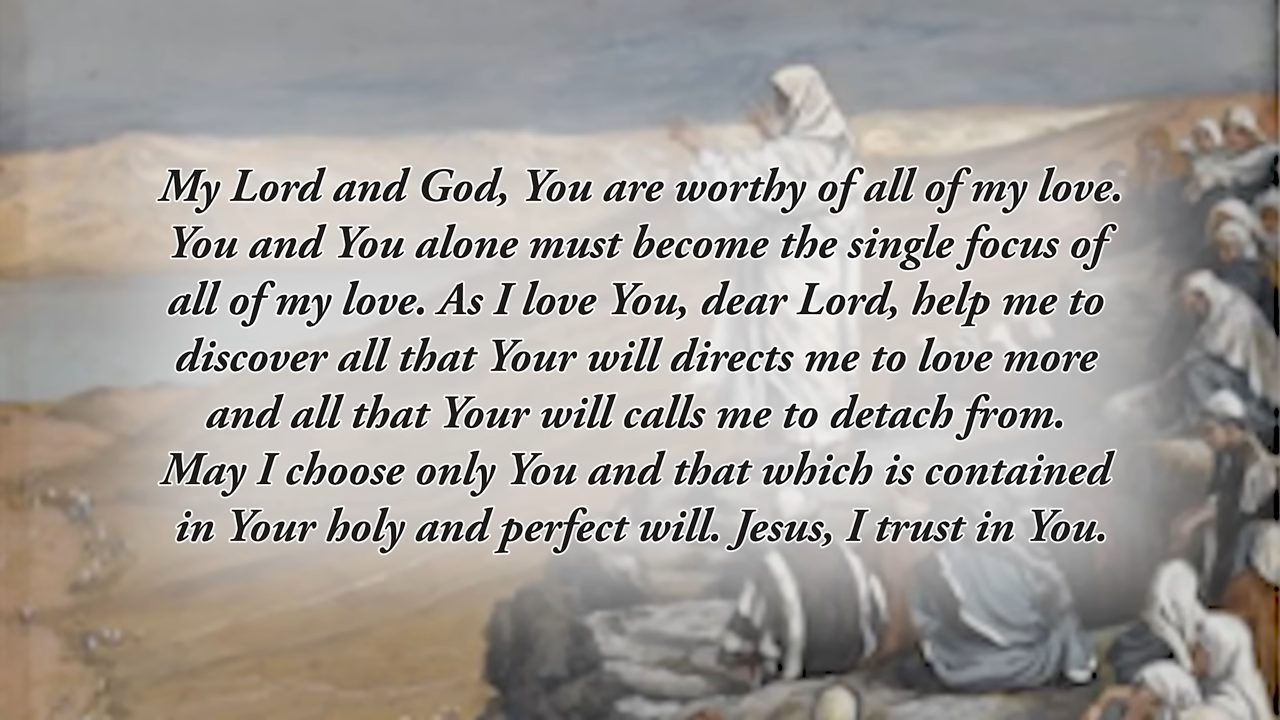 My Lord and God, You are worthy of all of my love.
You and You alone must become the single focus of
all of my love. As I love You, dear Lord, help me to
discover all that Your will directs me to love more
and all that Your will calls me to detach from.
May I choose only You and that which is contained
in Your holy and perfect will. Jesus, I trust in You.